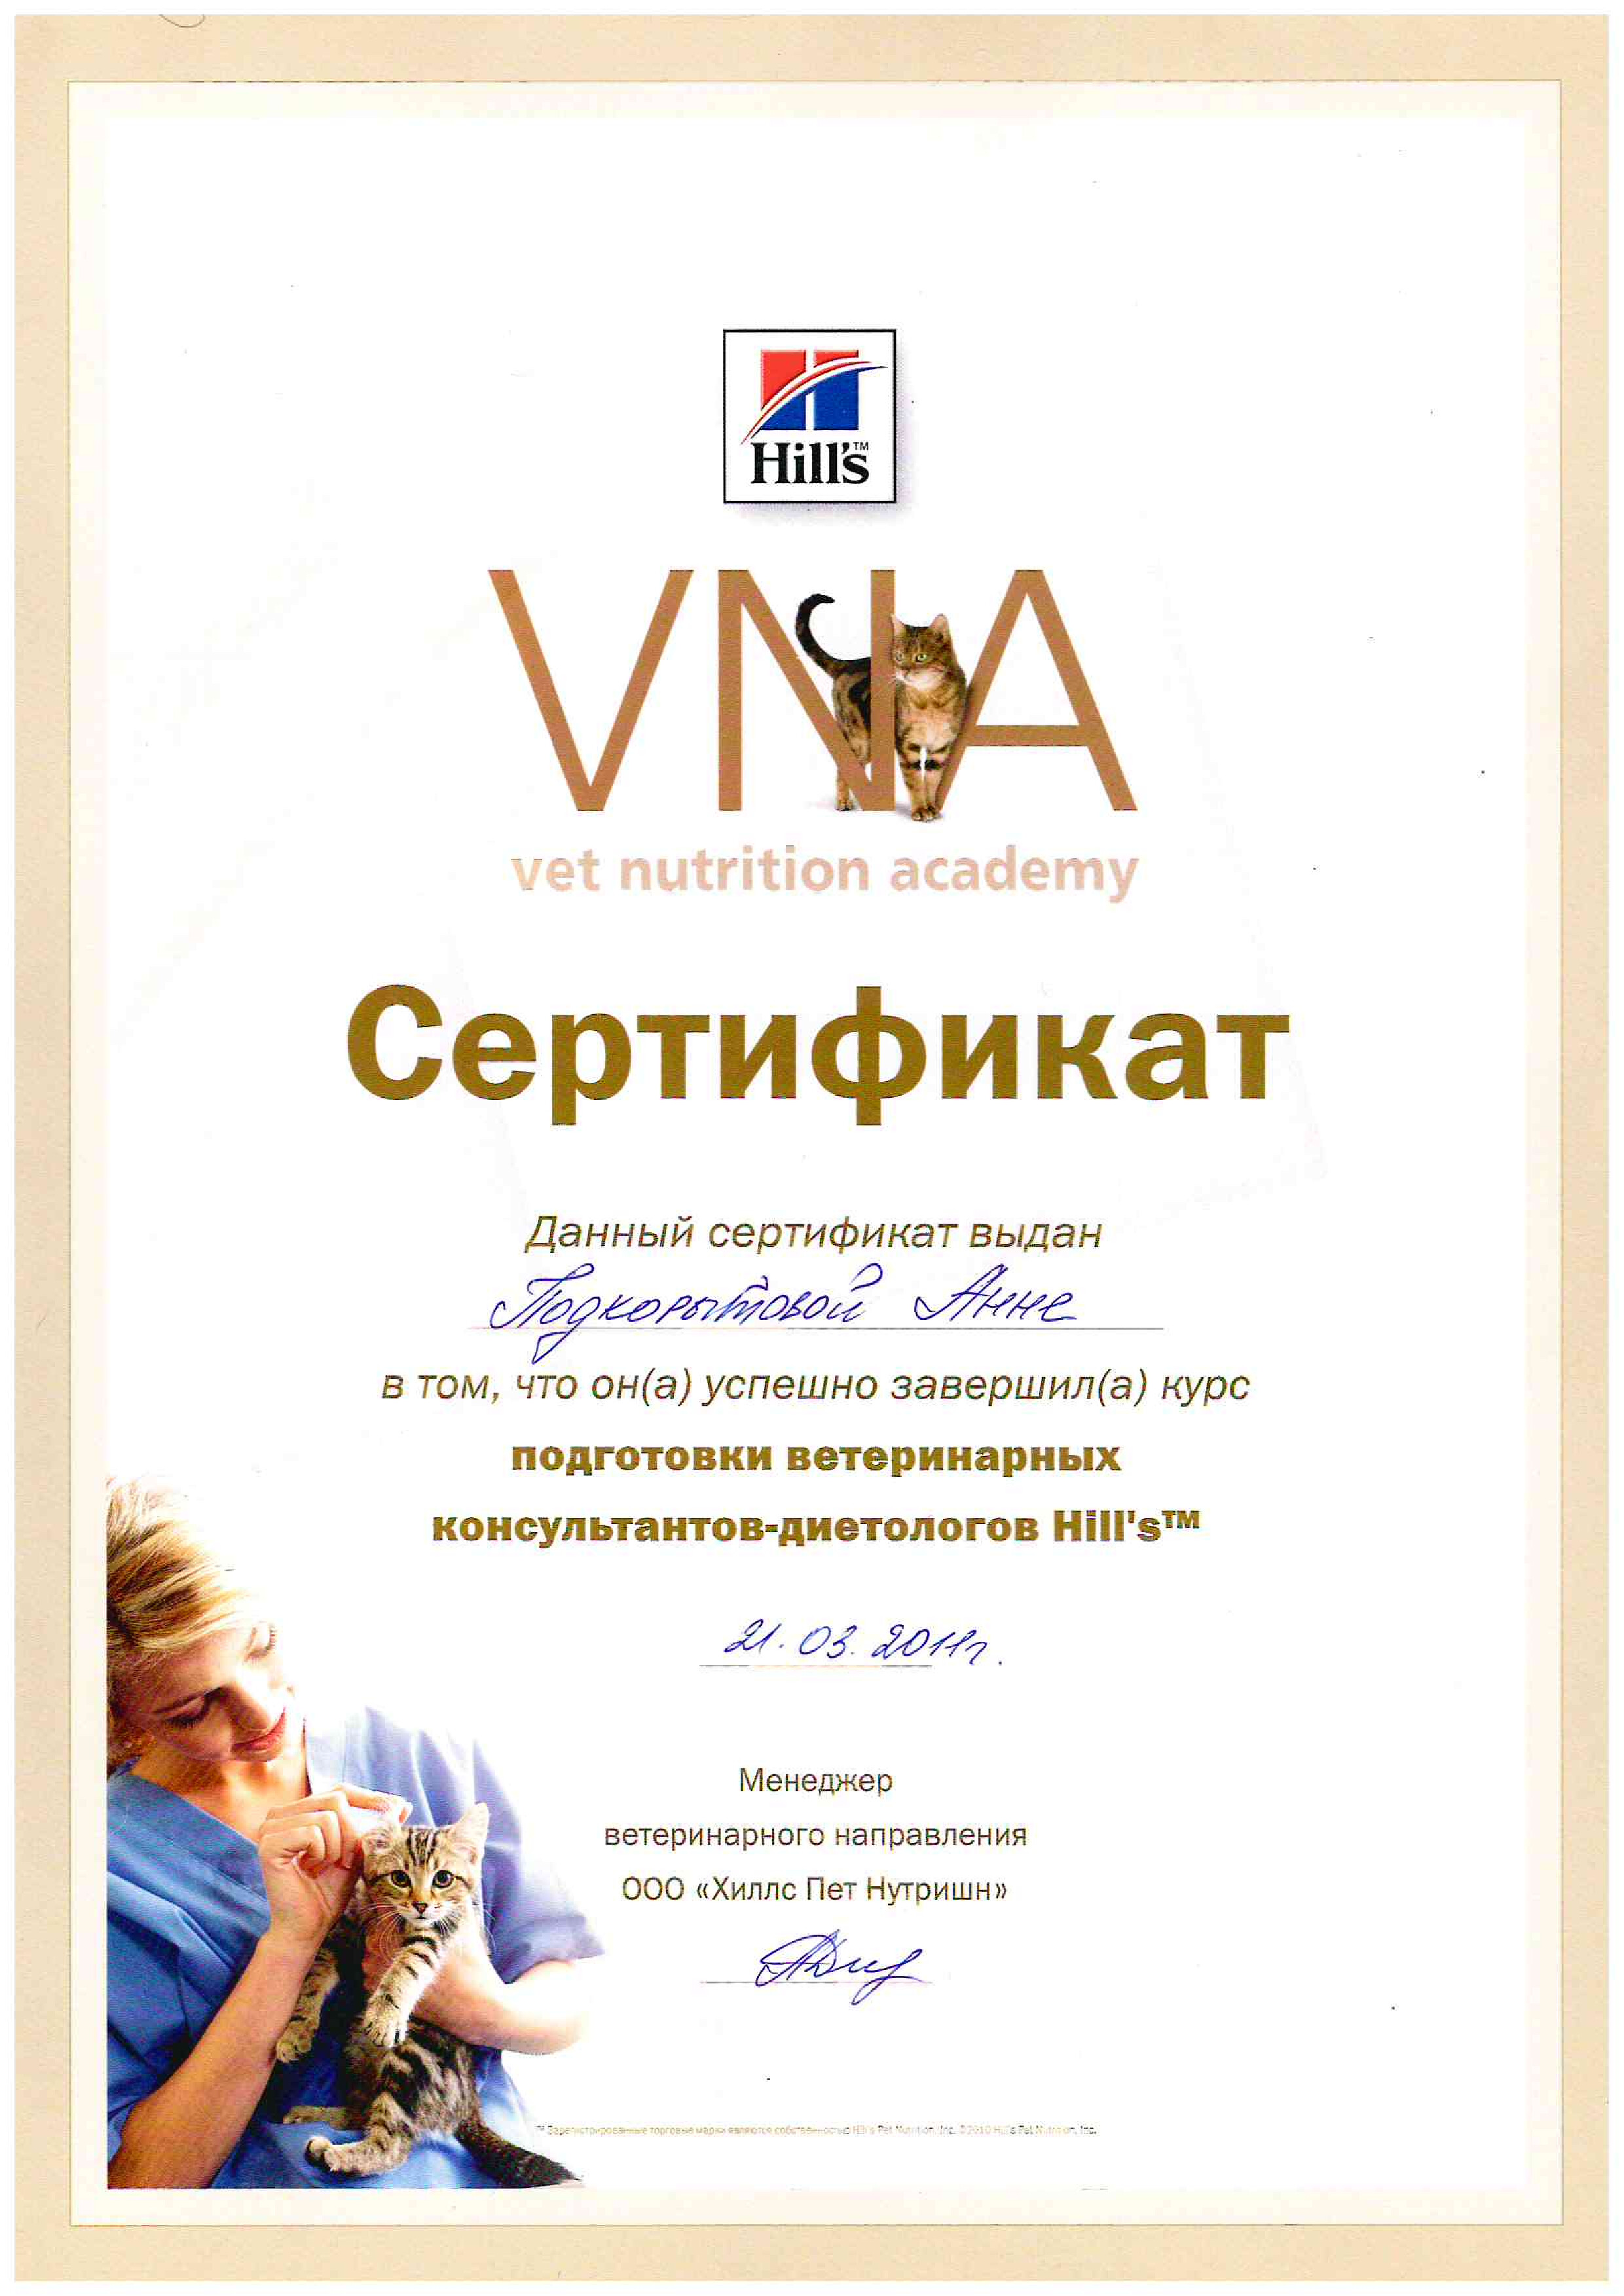 Hill's™
VNA
vet nutrition academy
Сертификат
Данный сертификат выдан
Подкорытовой Анне
в том, что он(а) успешно завершил(а) курс
подготовки ветеринарных
консультантов-диетологов Hill's™
21.03.2011г.
Менеджер
ветеринарного направления
ООО «Хиллс Пет Нутришн»
™ Зарегистрированные торговые марки являются собственностью Hill's Pet Nutrition, Inc. ©2010 Hill's Pet Nutrition, Inc.